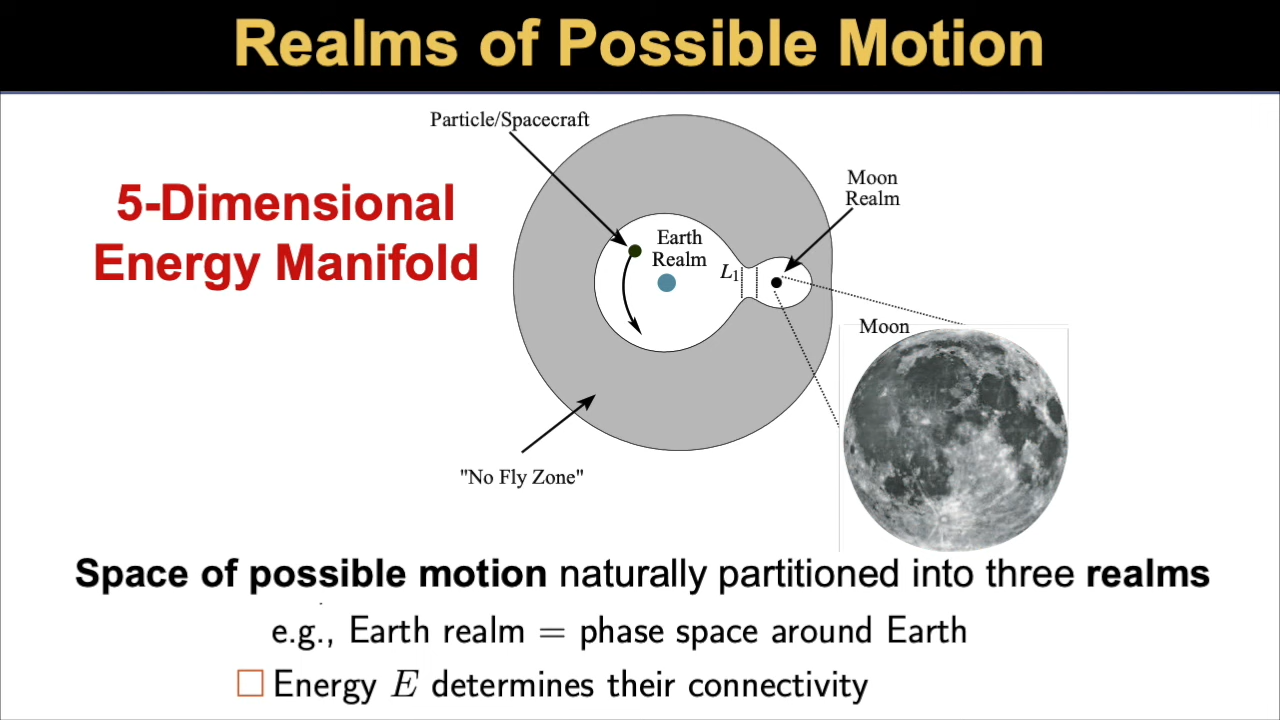 Realms of Possible Motion
Particle/Spacecraft
5-Dimensional
Energy Manifold
Moon
Realm
Earth
Realm
L1
Moon
"No Fly Zone"
Space of possible motion naturally partitioned into three realms
e.g., Earth realm = phase space around Earth
□ Energy E determines their connectivity